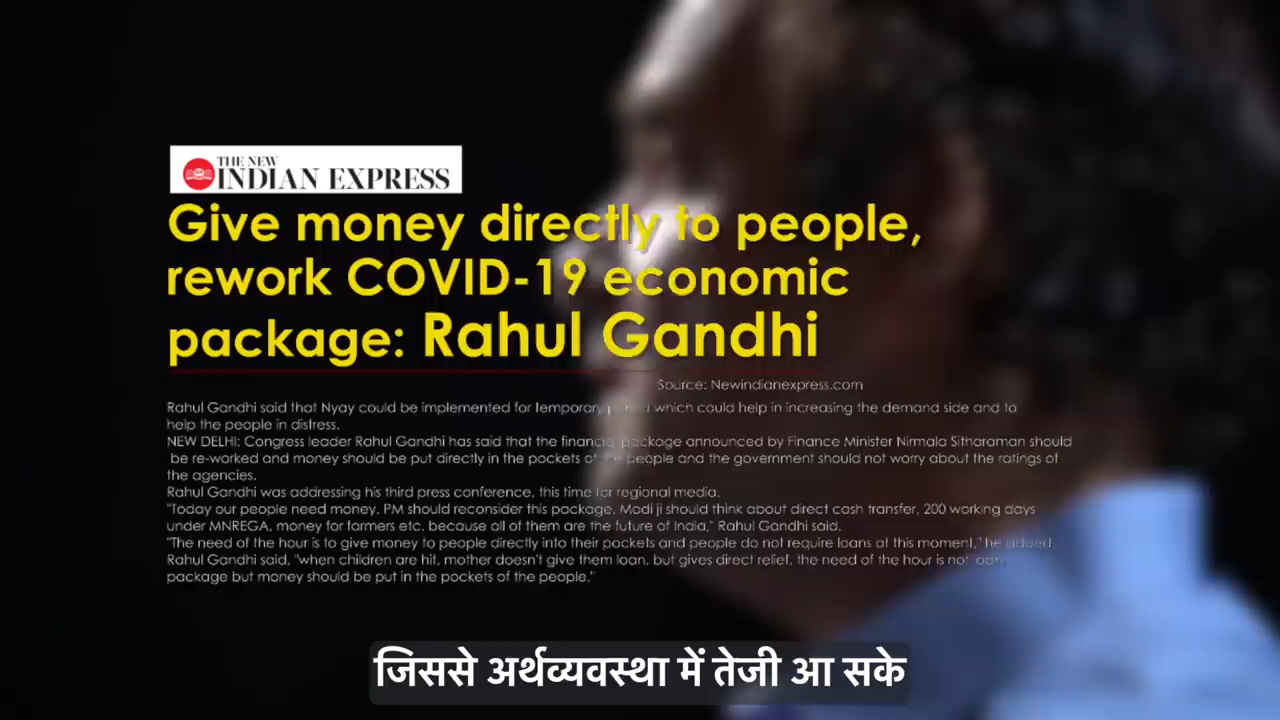 THE NEW
INDIAN EXPRESS
Give money directly to people,
rework COVID-19 economic
package: Rahul Gandhi
Source: Newindianexpress.com
Rahul Gandhi said that Nyay could be implemented for temporary which could help in increasing the demand side and to
help the people in distress.
NEW DELHI: Congress leader Rahul Gandhi has said that the financial package announced by Finance Minister Nirmala Sitharaman should
be re-worked and money should be put directly in the pockets of people and the government should not worry about the ratings of
the agencies.
Rahul Gandhi was addressing his third press conference, this time for regional media.
"Today our people need money. PM should reconsider this package. Modi ji should think about direct cash transfer, 200 working days
under MNREGA, money for farmers etc. because all of them are the future of India," Rahul Gandhi said.
"The need of the hour is to give money to people directly into their pockets and people do not require loans at this moment," he added.
Rahul Gandhi said, "when children are hit, mother doesn't give them loan, but gives direct relief, the need of the hour is not loan
package but money should be put in the pockets of the people."
जिससे अर्थव्यवस्था में तेजी आ सके